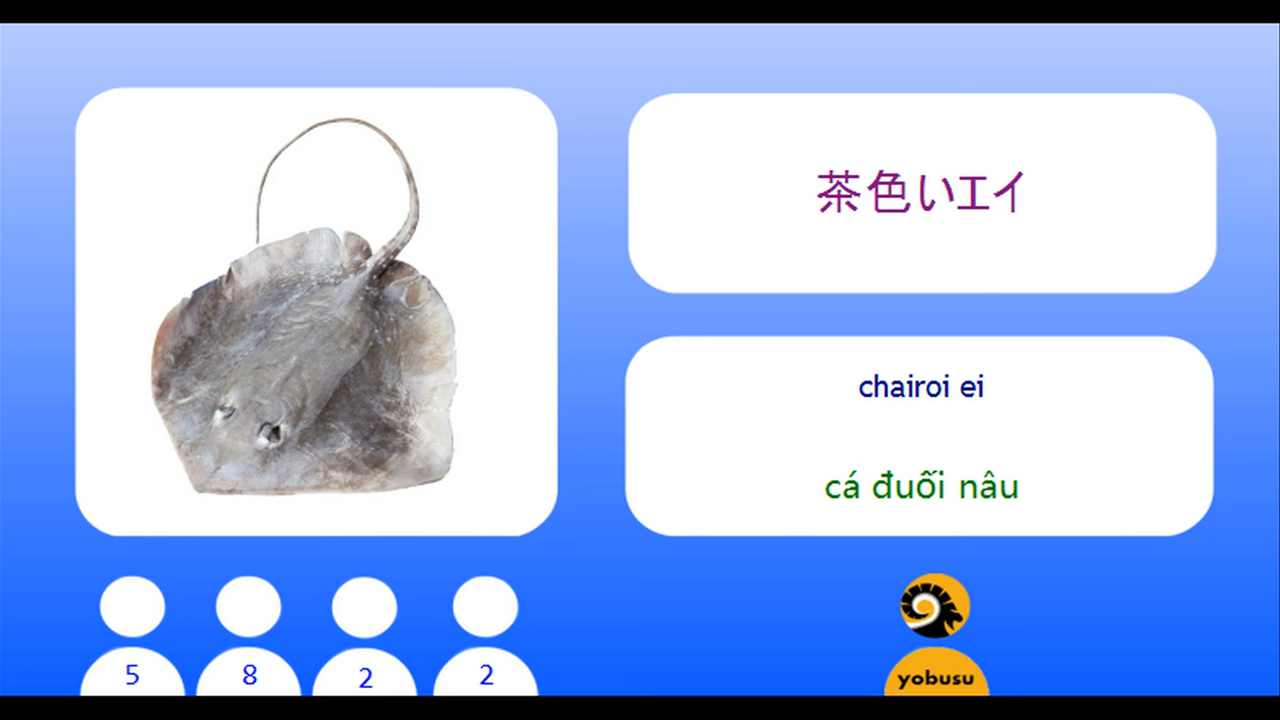 茶色いエイ
chairoi ei
cá đuối nâu
5 8 2 2
yobusu